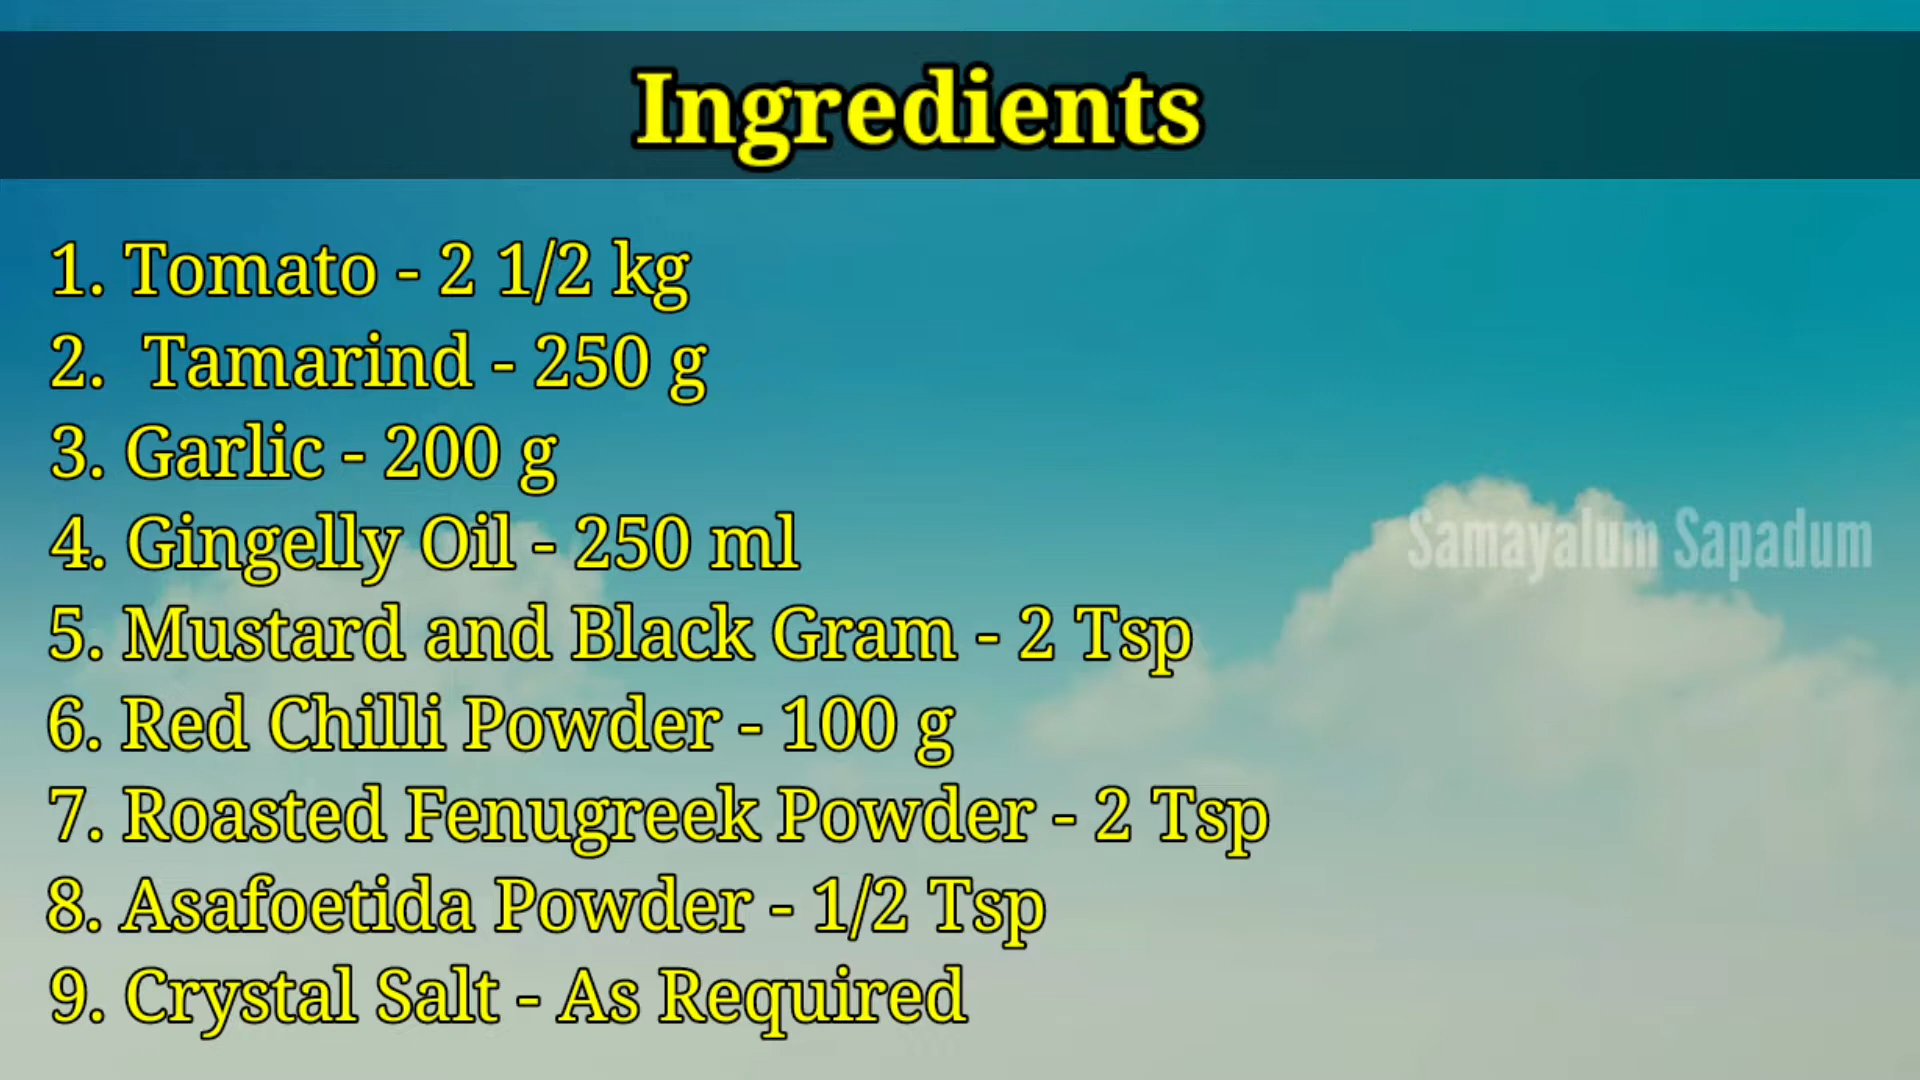 Ingredients
1. Tomato - 2 1/2 kg
2. Tamarind - 250 g
3. Garlic - 200 g
4. Gingelly Oil - 250 ml
Samayalum Sapadum
5. Mustard and Black Gram - 2 Tsp
6. Red Chilli Powder - 100 g
7. Roasted Fenugreek Powder - 2 Tsp
8. Asafoetida Powder - 1/2 Tsp
9. Crystal Salt - As Required